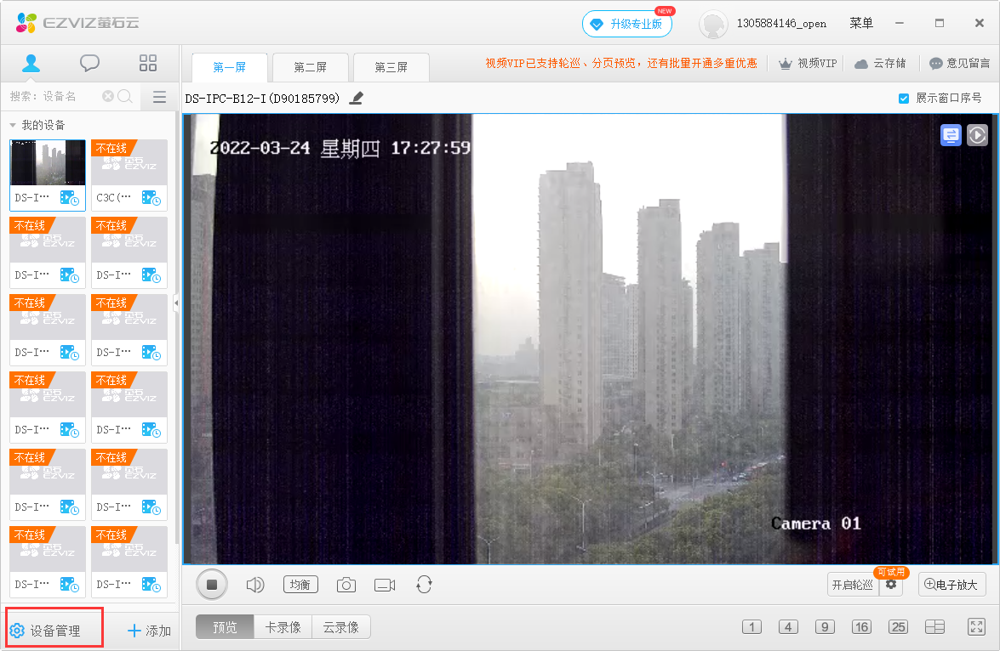 EZVIZ萤石云
升级专业版
NEW
1305884146_open
菜单
第一屏
第二屏
第三屏
视频VIP已支持轮巡、分页预览，还有批量开通多重优惠
视频VIP
云存储
意见留言
搜索：设备名
DS-IPC-B12-I(D90185799)
展示窗口序号
我的设备
不在线
DS-I···
C3C(···
不在线
不在线
DS-I···
DS-I···
不在线
不在线
DS-I···
DS-I···
不在线
不在线
DS-I···
DS-I···
不在线
不在线
DS-I···
DS-I···
不在线
不在线
DS-I···
DS-I···
2022-03-24 星期四 17:27:59
Camera 01
均衡
开启轮巡
可试用
电子放大
设备管理
添加
预览
卡录像
云录像
1
4
9
16
25